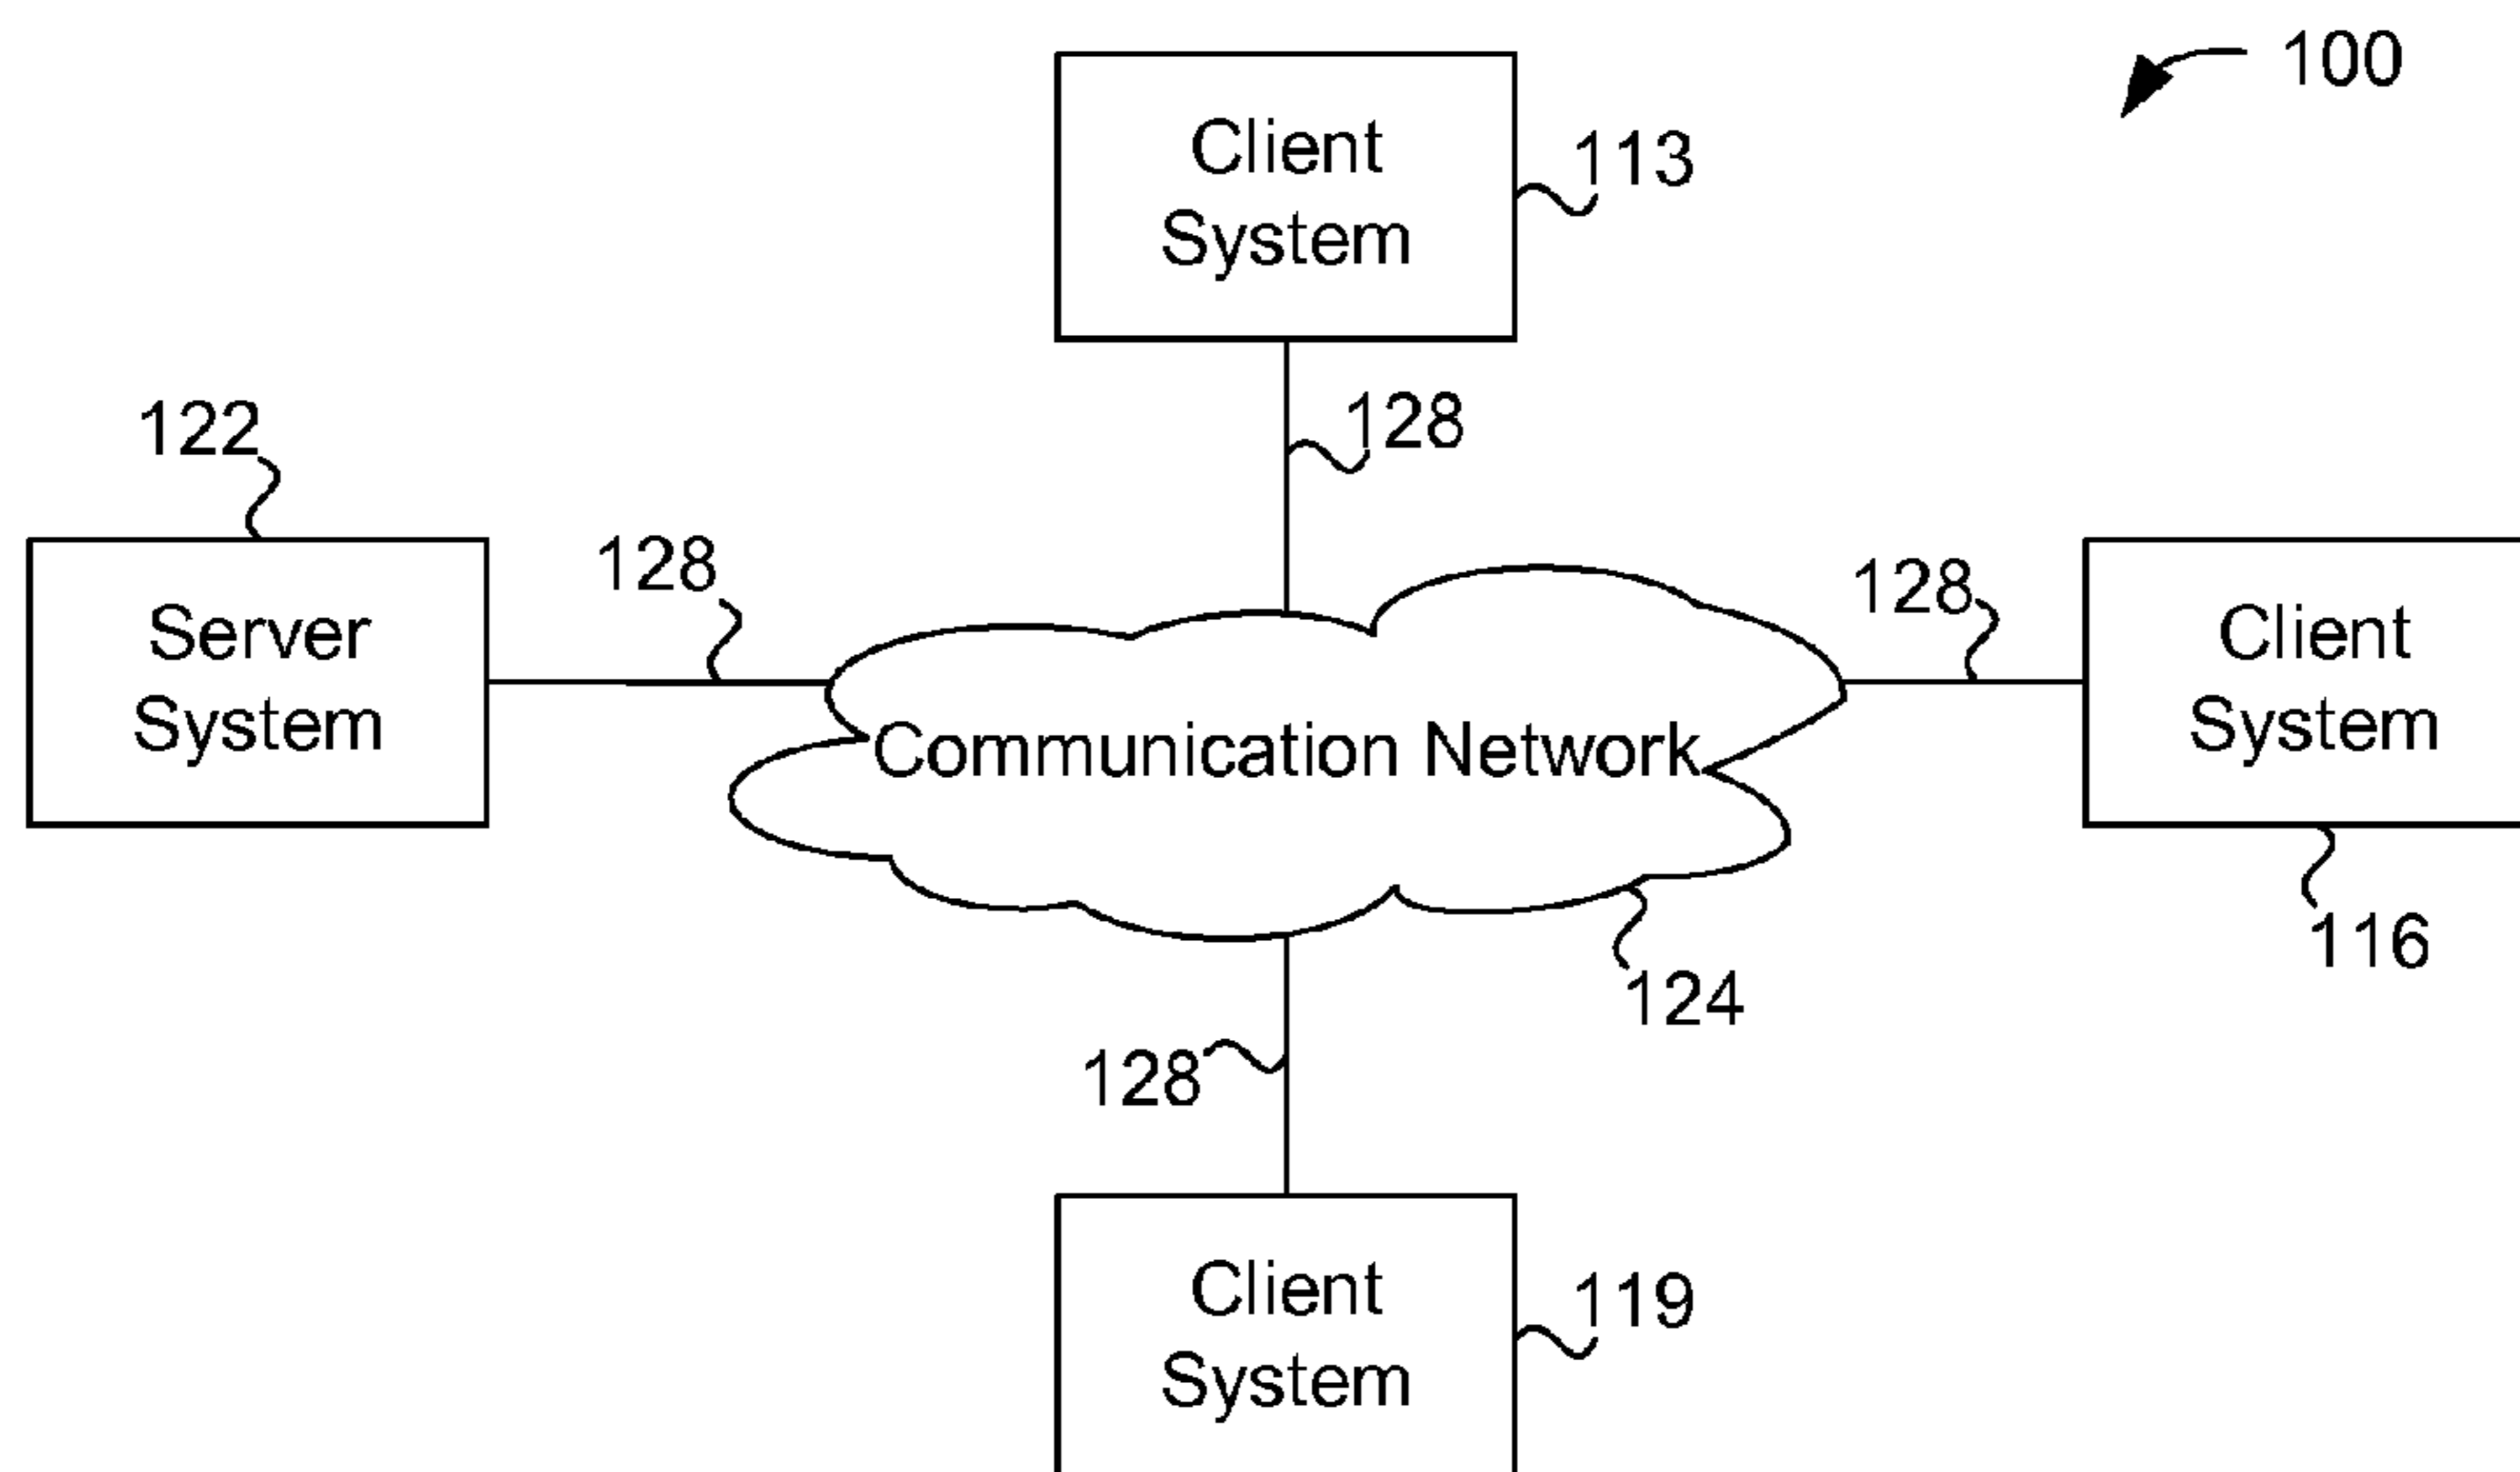 100
Client
System
113
128
122
128
128
Server
System
Client
System
Communication Network
116
124
128
Client
System
119